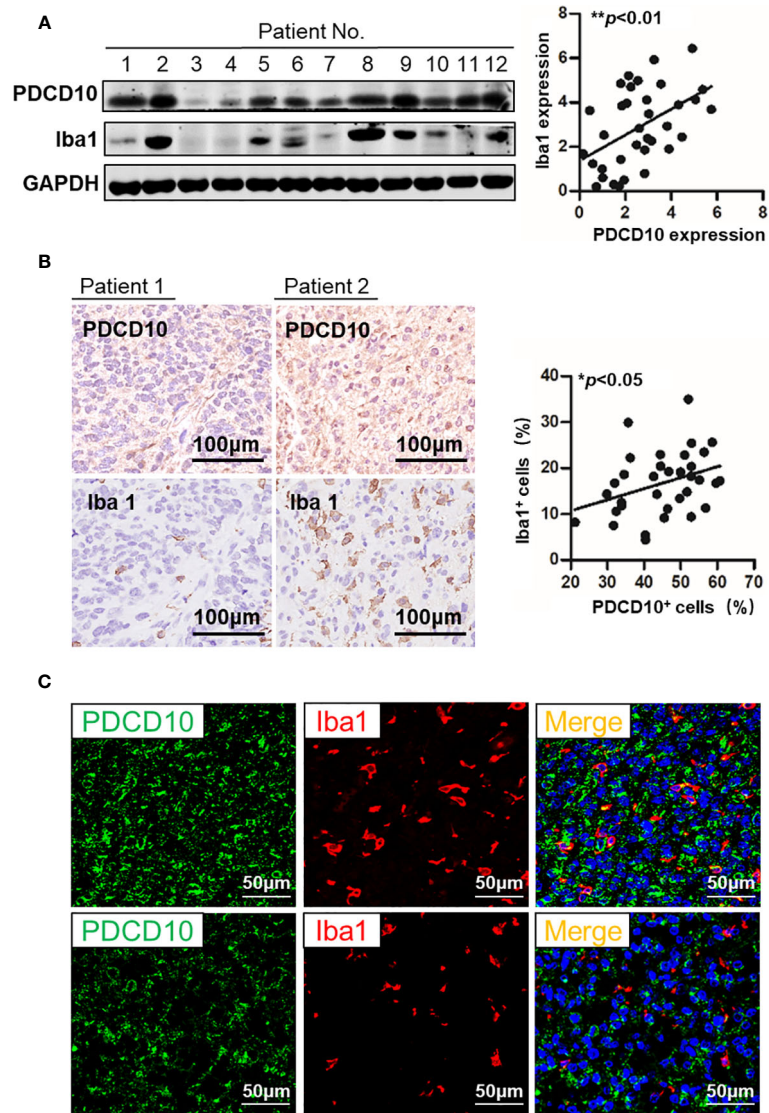 A
Patient No.
1 2 3 4 5 6 7 8 9 10 11 12
PDCD10
Iba1
GAPDH
**p<0.01
Iba1 expression
8
6
4
2
0
0 2 4 6 8
PDCD10 expression
B
Patient 1 Patient 2
PDCD10 PDCD10
100μm 100μm
Iba 1 Iba 1
100μm 100μm
*p<0.05
Iba1⁺ cells (%)
40
30
20
10
0
20 30 40 50 60 70
PDCD10⁺ cells (%)
C
PDCD10 Iba1 Merge
50μm 50μm 50μm
PDCD10 Iba1 Merge
50μm 50μm 50μm